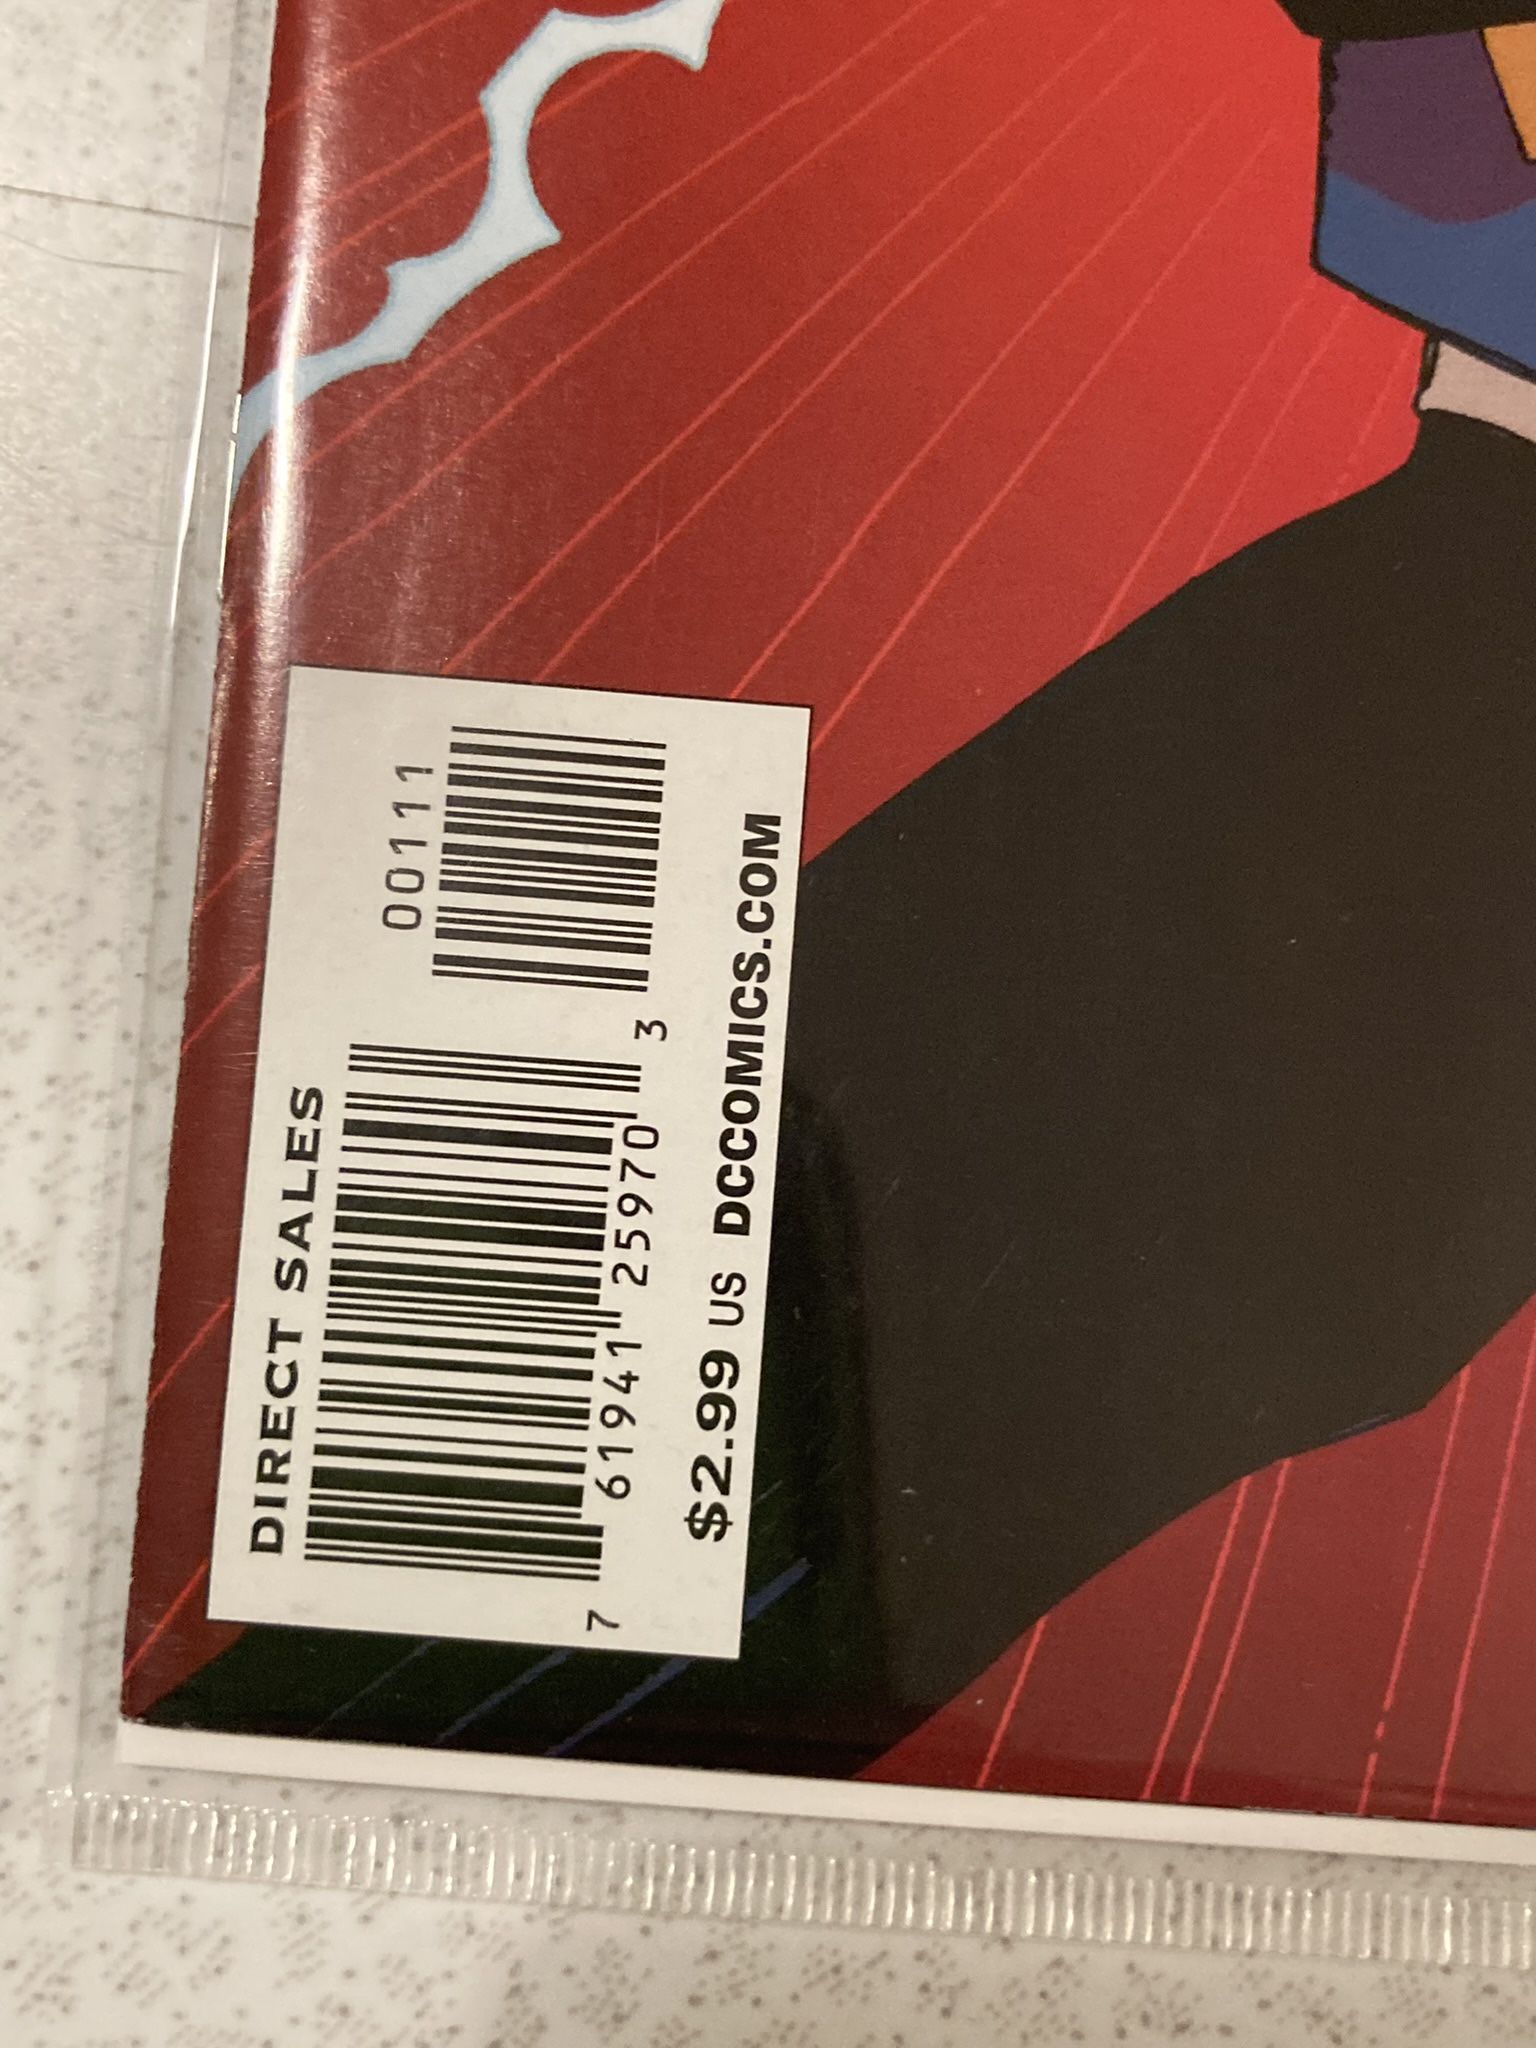 DIRECT SALES
00111
7 61941 25970 3
$2.99 US DCCOMICS.COM